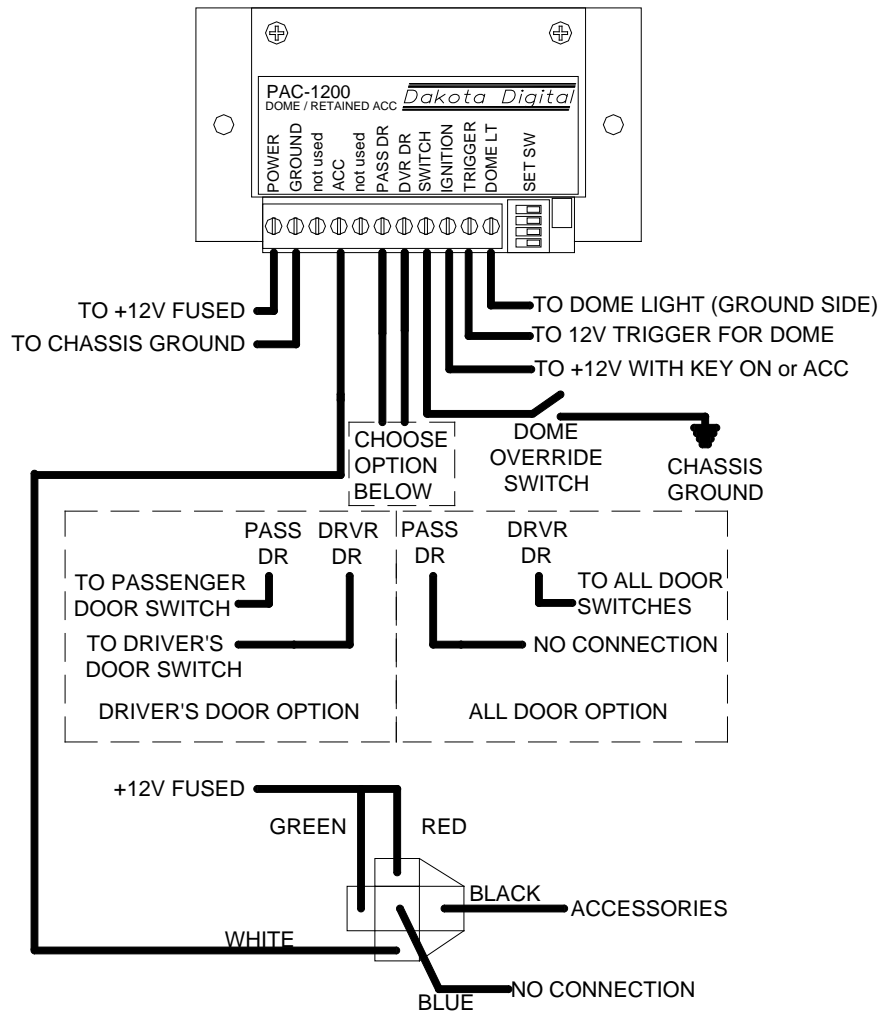 PAC-1200
DOME / RETAINED ACC
Dakota Digital
POWER
GROUND
not used
ACC
not used
PASS DR
DVR DR
SWITCH
IGNITION
TRIGGER
DOME LT
SET SW
TO +12V FUSED
TO CHASSIS GROUND
TO DOME LIGHT (GROUND SIDE)
TO 12V TRIGGER FOR DOME
TO +12V WITH KEY ON or ACC
CHOOSE
OPTION
BELOW
DOME
OVERRIDE
SWITCH
CHASSIS
GROUND
PASS
DR
DRVR
DR
TO PASSENGER
DOOR SWITCH
TO DRIVER'S
DOOR SWITCH
DRIVER'S DOOR OPTION
PASS
DR
DRVR
DR
TO ALL DOOR
SWITCHES
NO CONNECTION
ALL DOOR OPTION
+12V FUSED
GREEN
RED
BLACK
ACCESSORIES
WHITE
BLUE
NO CONNECTION